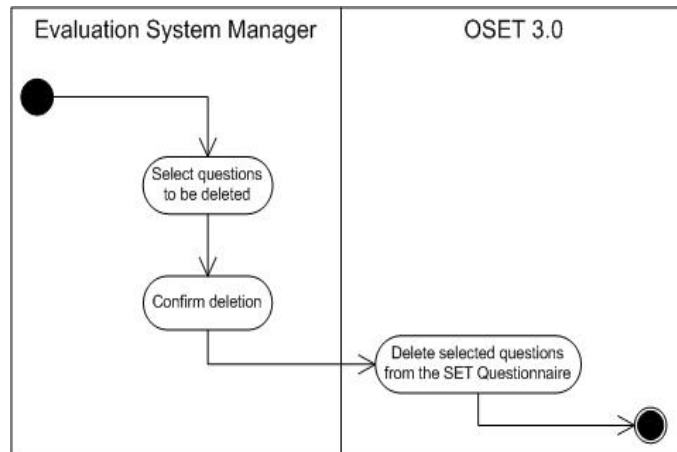 Evaluation System Manager
OSET 3.0
Select questions
to be deleted
Confirm deletion
Delete selected questions
from the SET Questionnaire